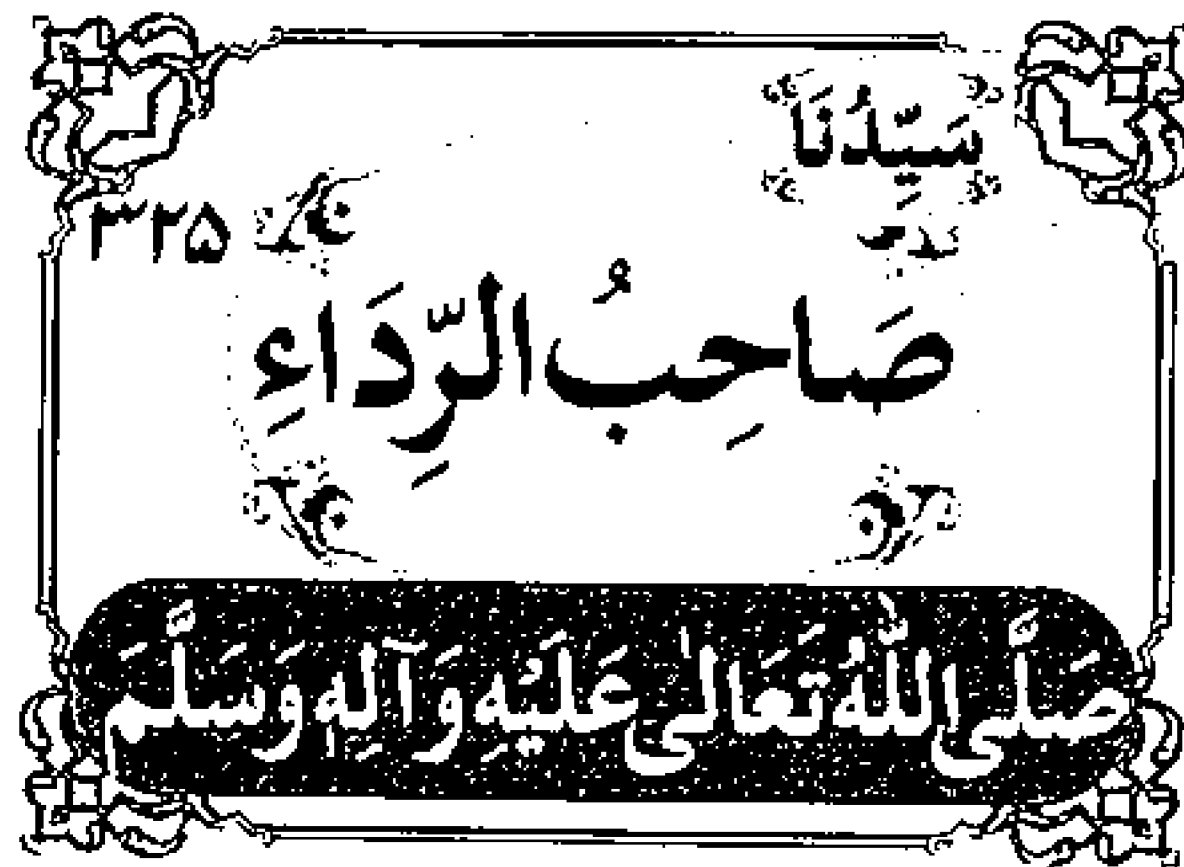 سَيِّدُنَا
۳۲۵
صَاحِبُ الرِّدَاءِ
صَلَّى اللّٰهُ تَعَالٰى عَلَيْهِ وَآلِهٖ وَسَلَّمَ